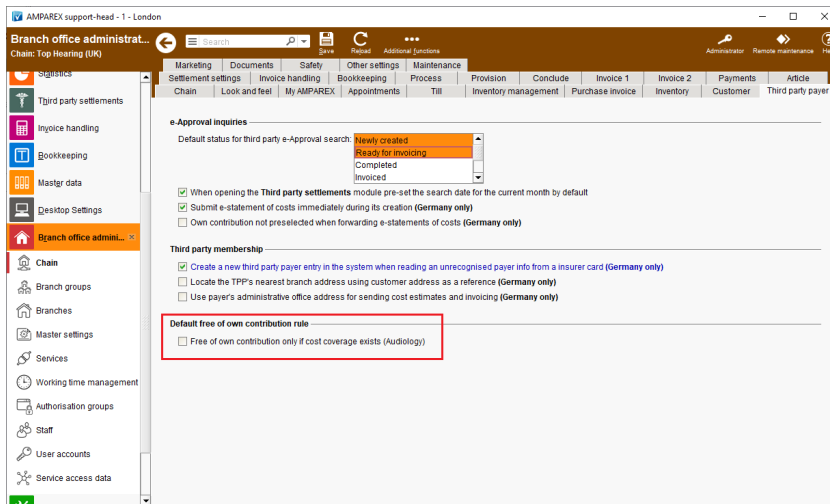 AMPAREX support-head - 1 - London
Branch office administrat...
Chain: Top Hearing (UK)
Search
Save
Reload
Additional functions
Administrator
Remote maintenance
Marketing Documents Safety Other settings Maintenance
Settlement settings Invoice handling Bookkeeping Process Provision Conclude Invoice 1 Invoice 2 Payments Article
Chain Look and feel My AMPAREX Appointments Till Inventory management Purchase invoice Inventory Customer Third party payer
Statistics
Third party settlements
Invoice handling
Bookkeeping
Master data
Desktop Settings
Branch office admini...
Chain
Branch groups
Branches
Master settings
Services
Working time management
Authorisation groups
Staff
User accounts
Service access data
e-Approval inquiries
Default status for third party e-Approval search:
Newly created
Ready for invoicing
Completed
Invoiced
When opening the Third party settlements module pre-set the search date for the current month by default
Submit e-statement of costs immediately during its creation (Germany only)
Own contribution not preselected when forwarding e-statements of costs (Germany only)
Third party membership
Create a new third party payer entry in the system when reading an unrecognised payer info from a insurer card (Germany only)
Locate the TPP's nearest branch address using customer address as a reference (Germany only)
Use payer's administrative office address for sending cost estimates and invoicing (Germany only)
Default free of own contribution rule
Free of own contribution only if cost coverage exists (Audiology)